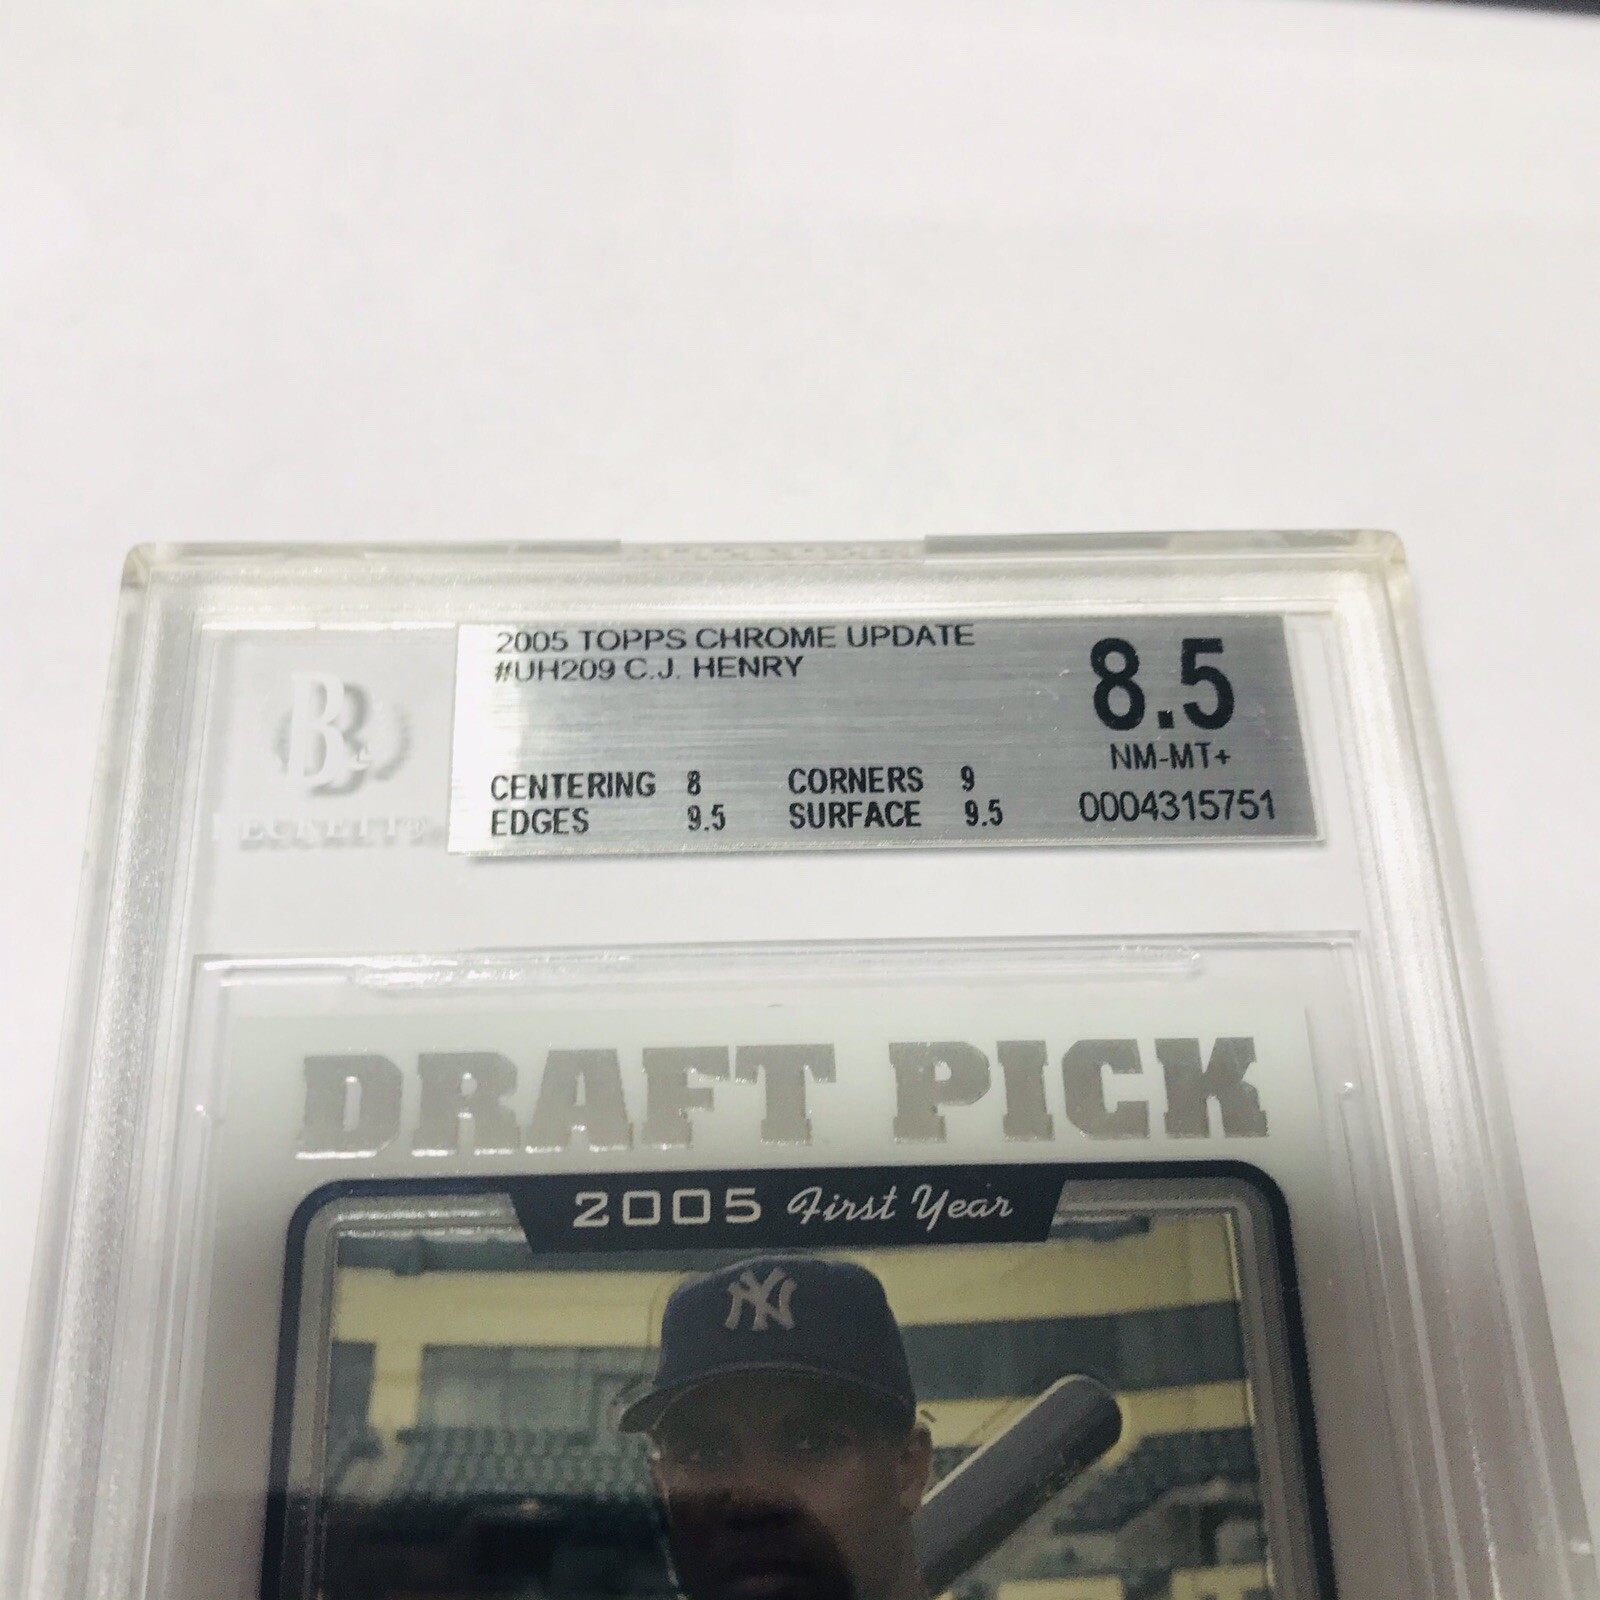 2005 TOPPS CHROME UPDATE
#UH209 C.J. HENRY
8.5
NM-MT+
CENTERING 8 CORNERS 9
EDGES 9.5 SURFACE 9.5
0004315751
B
BECKETT
DRAFT PICK
2005 First Year
NY